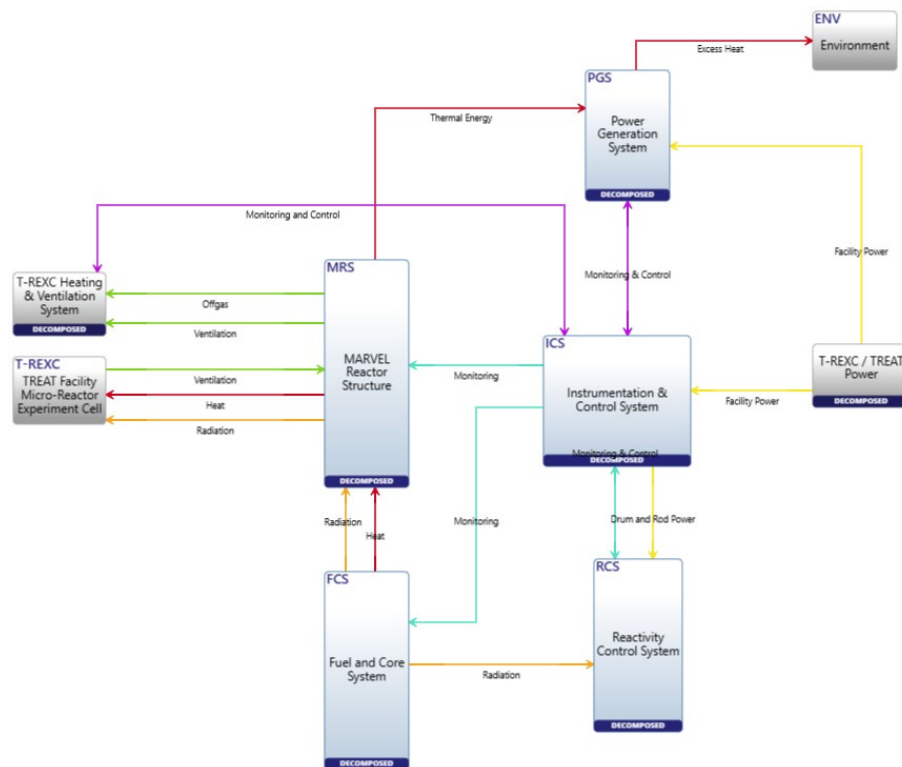 ENV
Environment
Excess Heat
PGS
Power
Generation
System
DECOMPOSED
Thermal Energy
Monitoring and Control
Facility Power
Monitoring & Control
MRS
MARVEL
Reactor
Structure
DECOMPOSED
T-REXC Heating
& Ventilation
System
DECOMPOSED
Offgas
Ventilation
T-REXC
TREAT Facility
Micro-Reactor
Experiment Cell
Ventilation
Heat
Radiation
ICS
Instrumentation &
Control System
Monitoring & Control
DECOMPOSED
Monitoring
T-REXC / TREAT
Power
DECOMPOSED
Facility Power
Radiation
Heat
Monitoring
Drum and Rod Power
FCS
Fuel and Core
System
DECOMPOSED
Radiation
RCS
Reactivity
Control System
DECOMPOSED